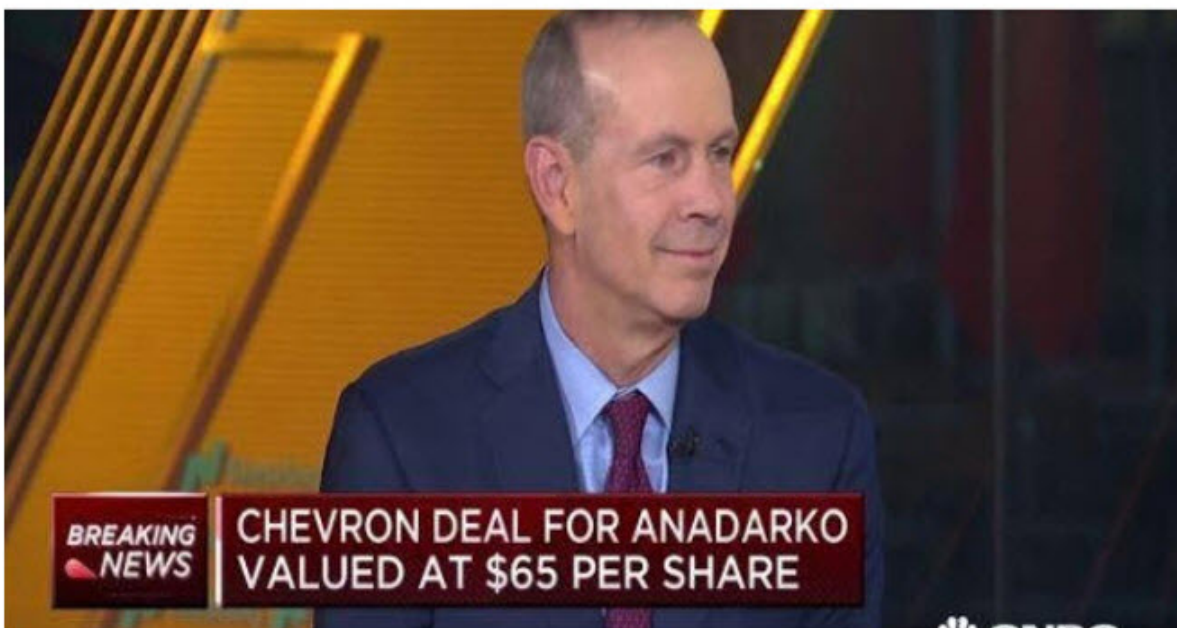 BREAKING
NEWS
CHEVRON DEAL FOR ANADARKO
VALUED AT $65 PER SHARE